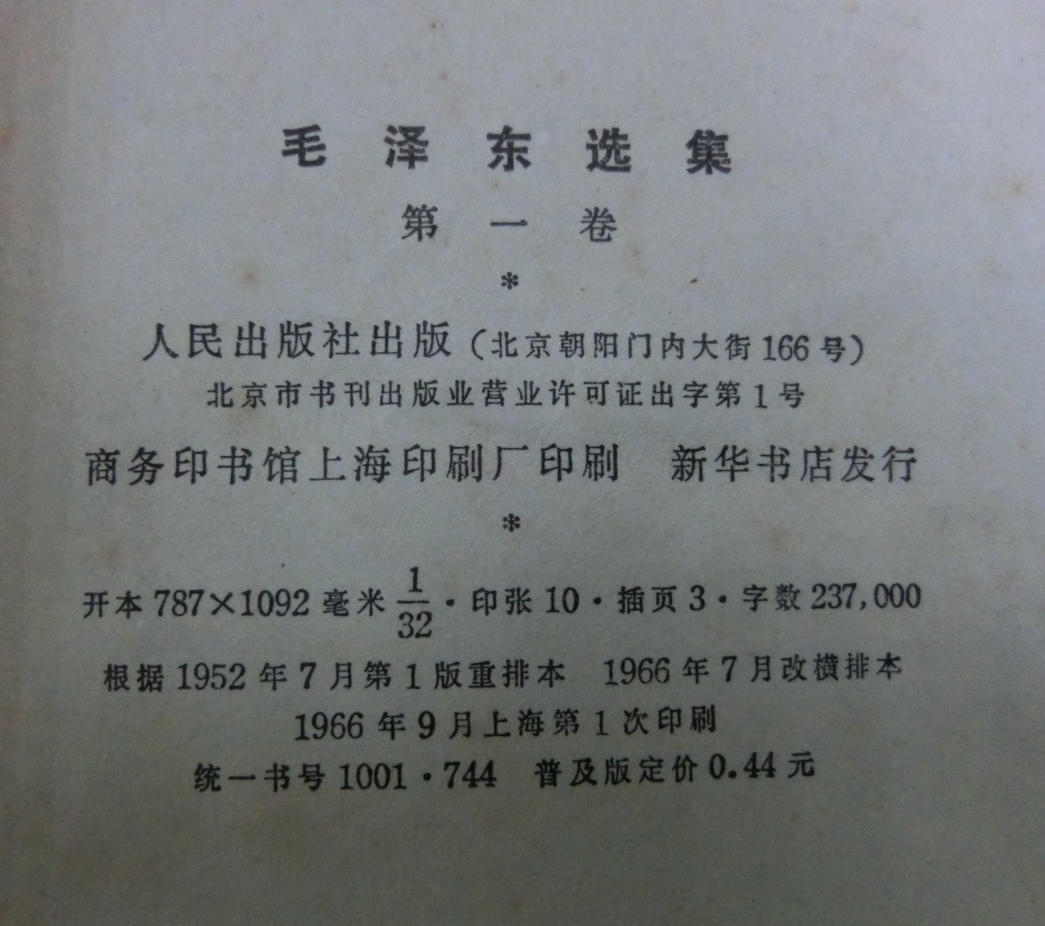 毛泽东选集
第一卷
*
人民出版社出版（北京朝阳门内大街166号）
北京市书刊出版业营业许可证出字第1号
商务印书馆上海印刷厂印刷　新华书店发行
*
开本787×1092毫米 1/32·印张10·插页3·字数237,000
根据1952年7月第1版重排本　1966年7月改横排本
1966年9月上海第1次印刷
统一书号1001·744　普及版定价0.44元